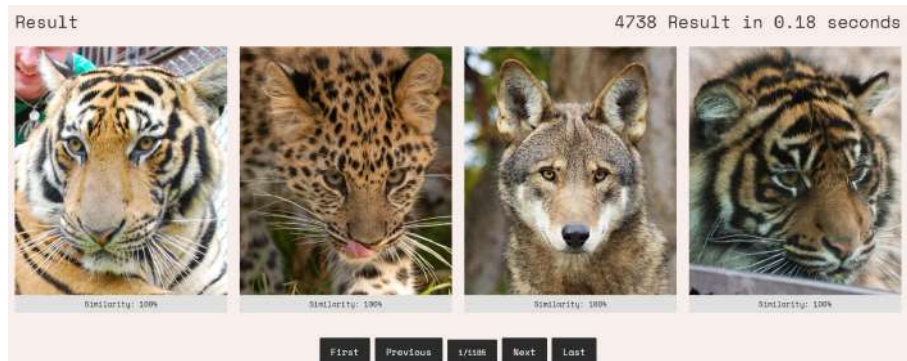 Result
4738 Result in 0.18 seconds
Similarity: 100%
Similarity: 100%
Similarity: 100%
Similarity: 100%
First
Previous
1/1185
Next
Last